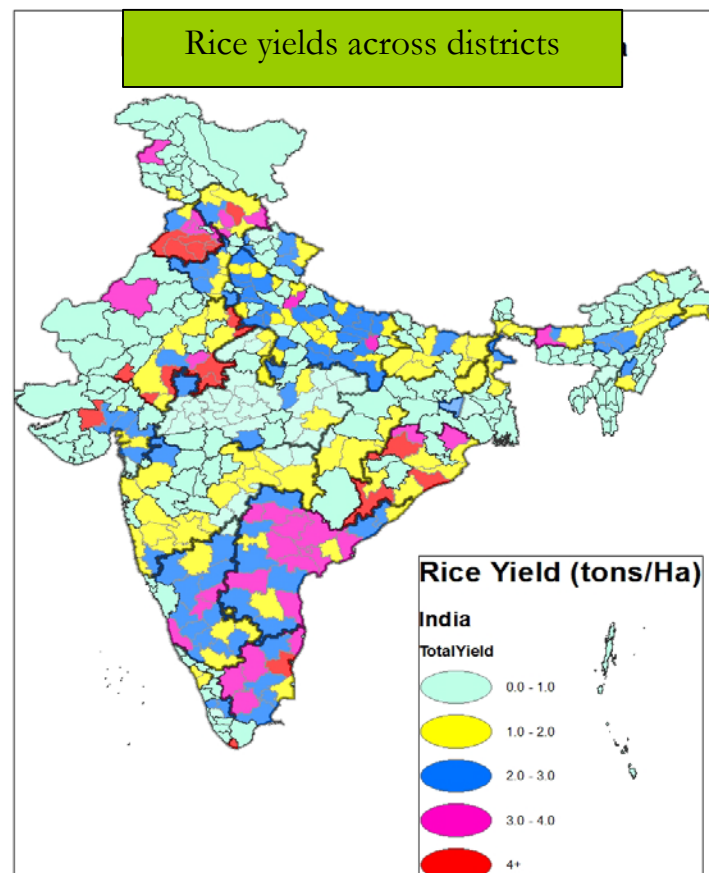 Rice yields across districts
a
Rice Yield (tons/Ha)
India
TotalYield
0.0 - 1.0
1.0 - 2.0
2.0 - 3.0
3.0 - 4.0
4+